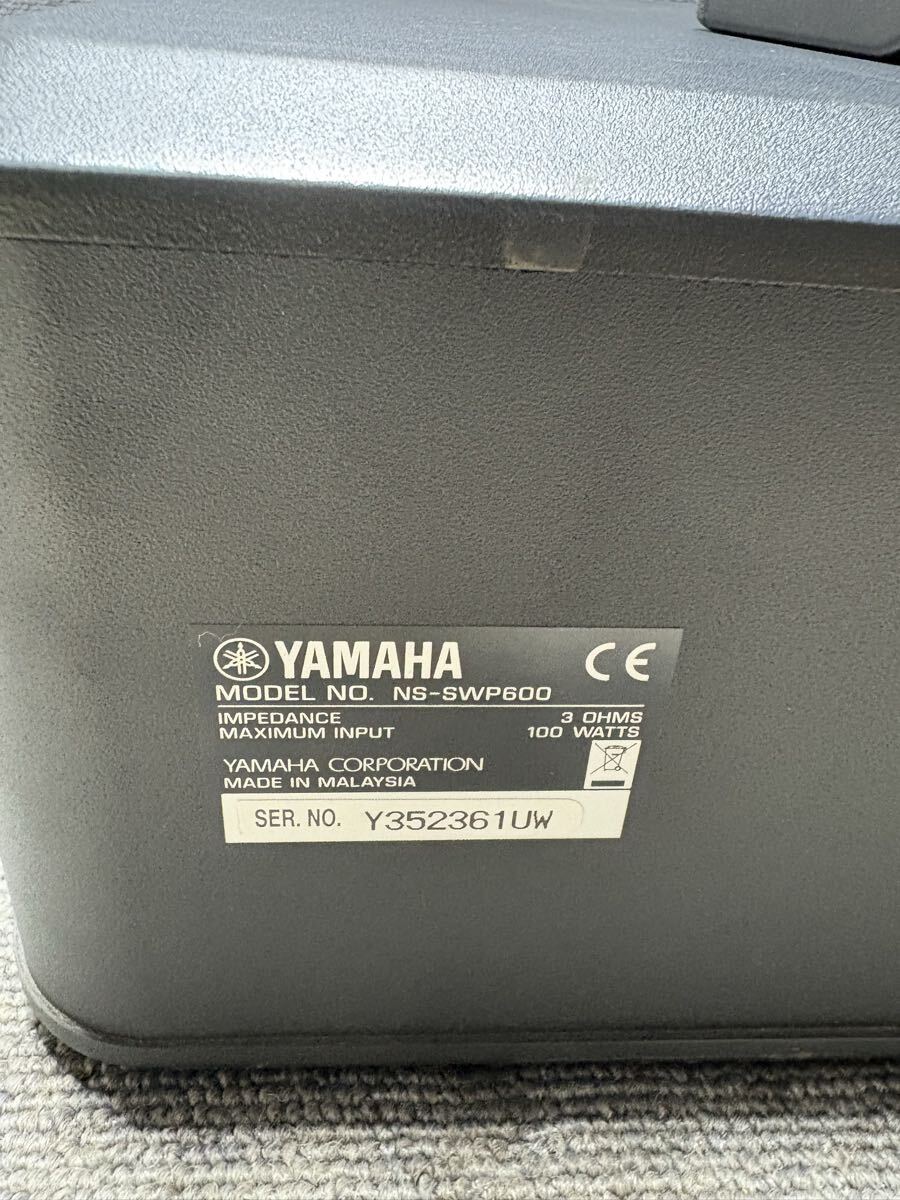 YAMAHA CE
MODEL NO. NS-SWP600
IMPEDANCE 3 OHMS
MAXIMUM INPUT 100 WATTS
YAMAHA CORPORATION
MADE IN MALAYSIA
SER. NO. Y352361UW